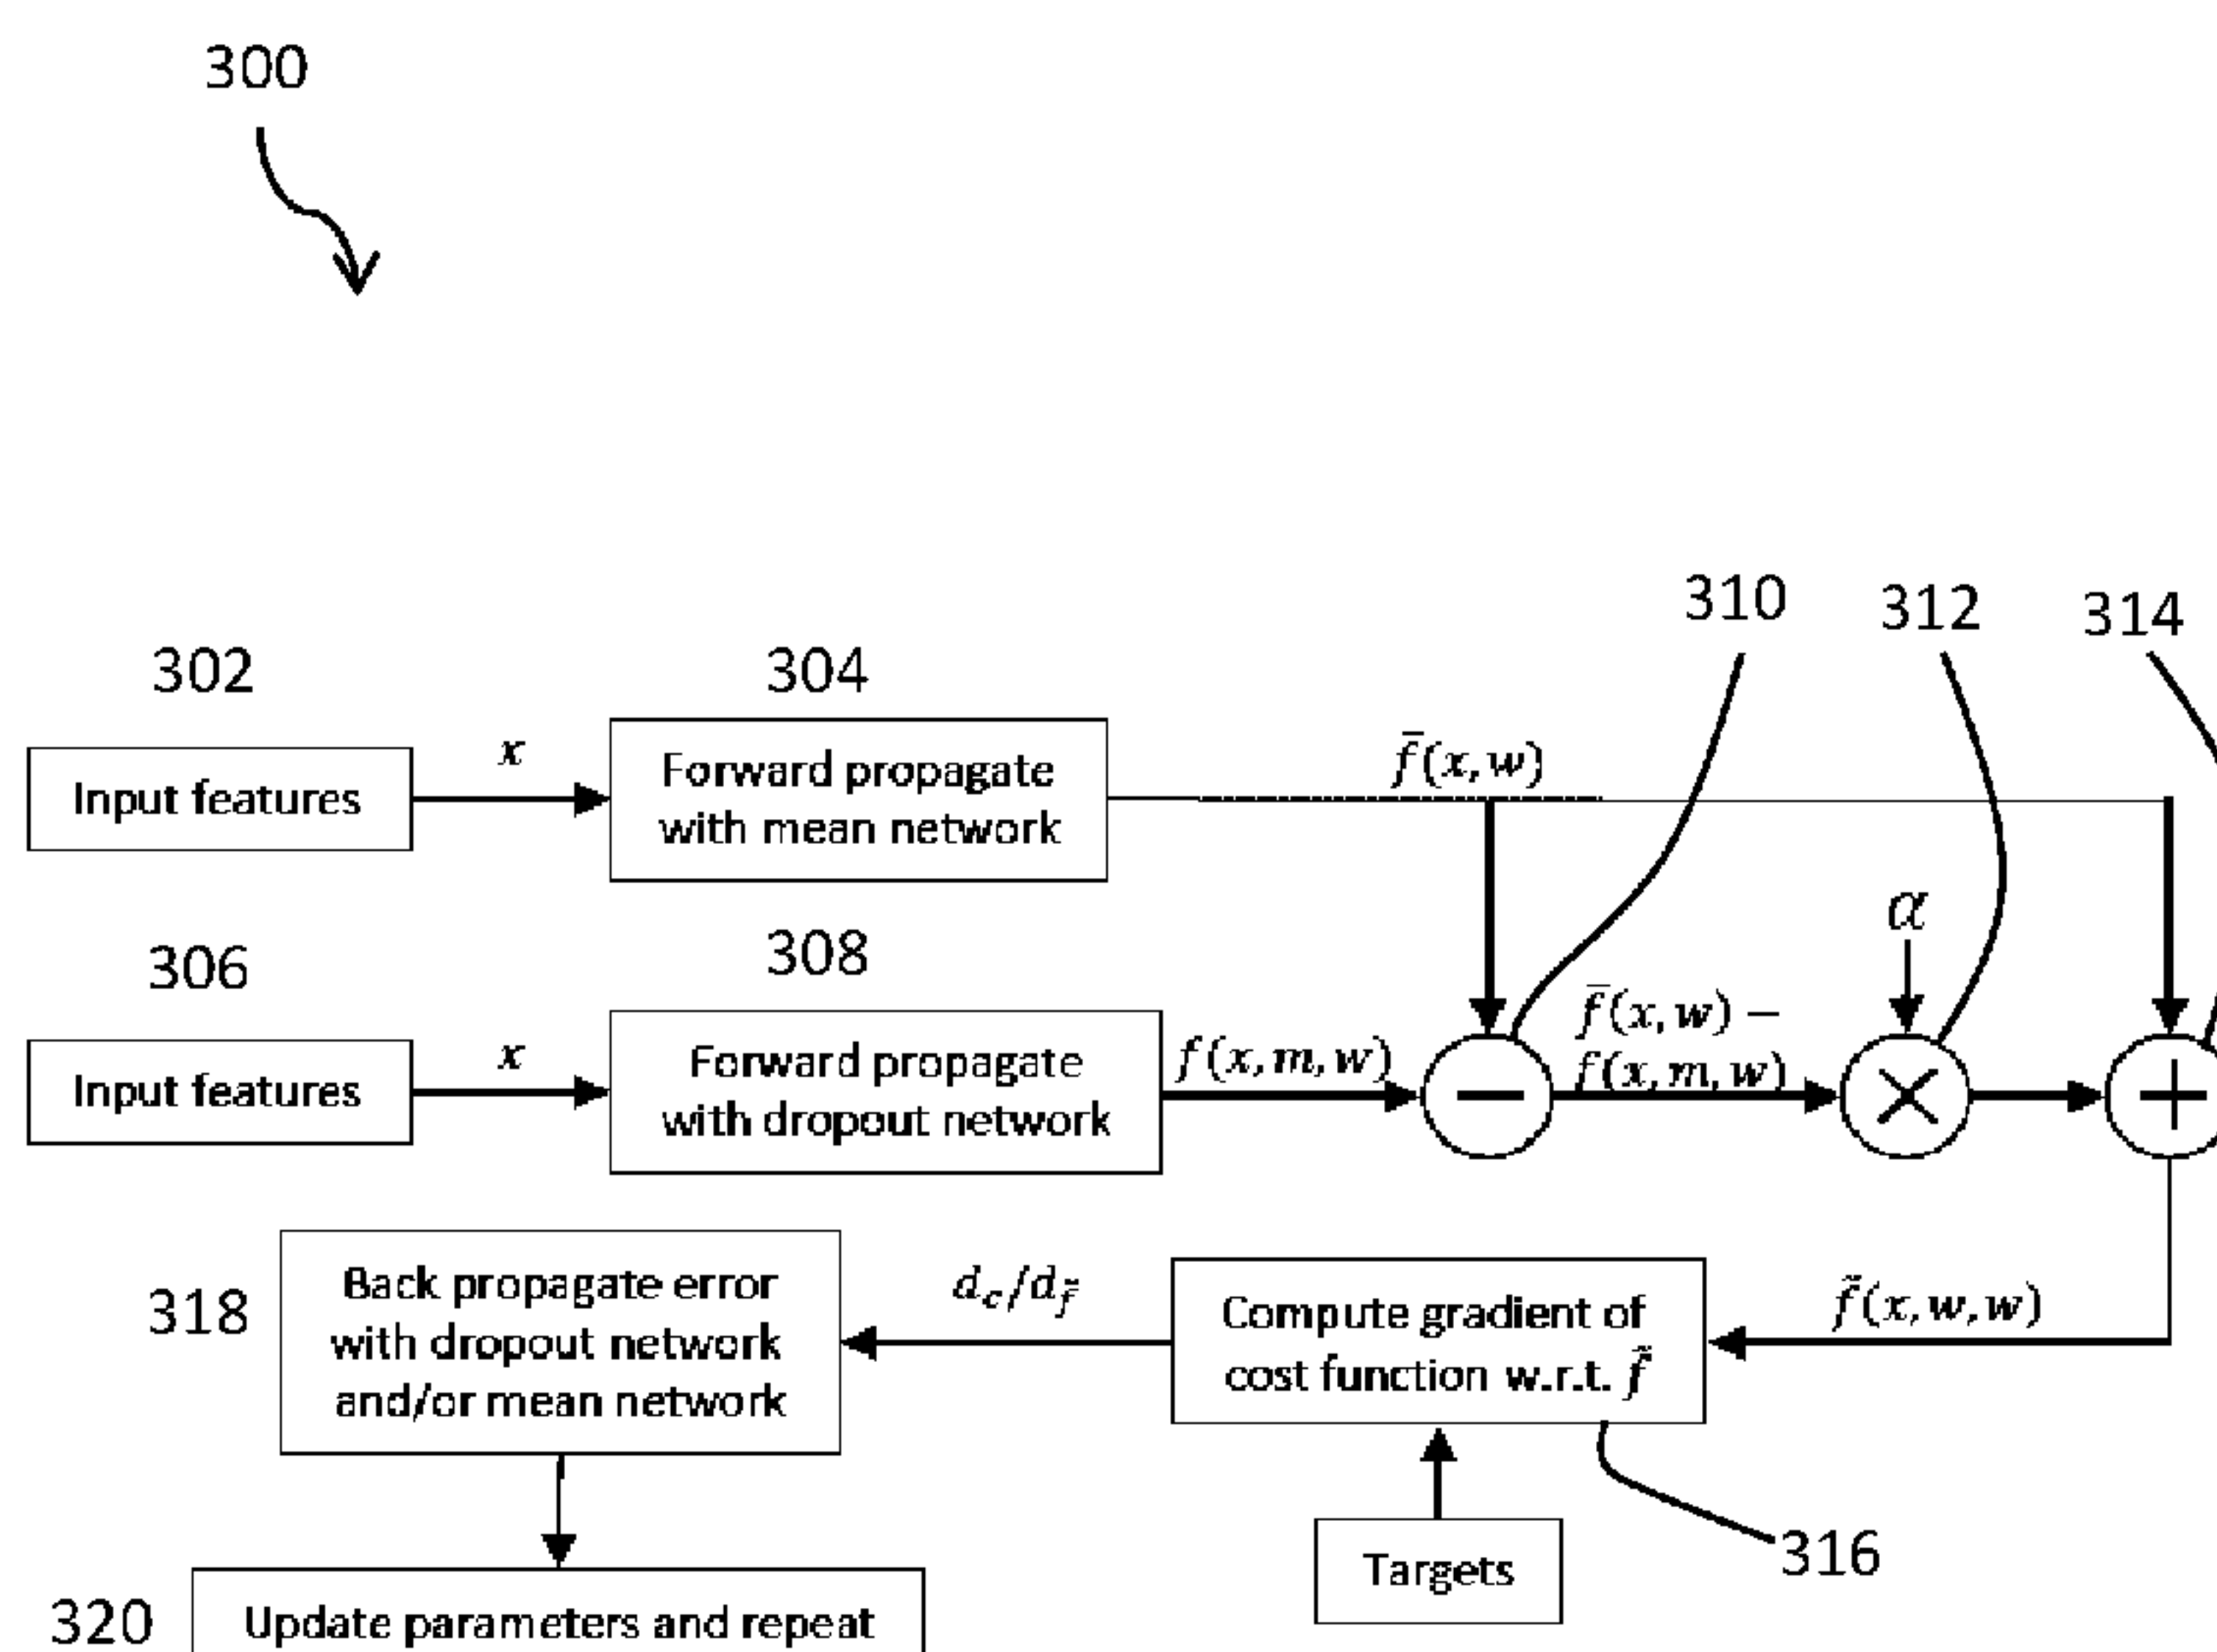 300
310
312
314
302
304
x
f̄(x, w)
Input features
Forward propagate
with mean network
α
306
308
x
f(x, m, w)
f̄(x, w) −
f(x, m, w)
Input features
Forward propagate
with dropout network
−
×
+
318
Back propagate error
with dropout network
and/or mean network
d_c/d_f̃
Compute gradient of
cost function w.r.t. f̃
f̃(x, w, w)
316
Targets
320
Update parameters and repeat